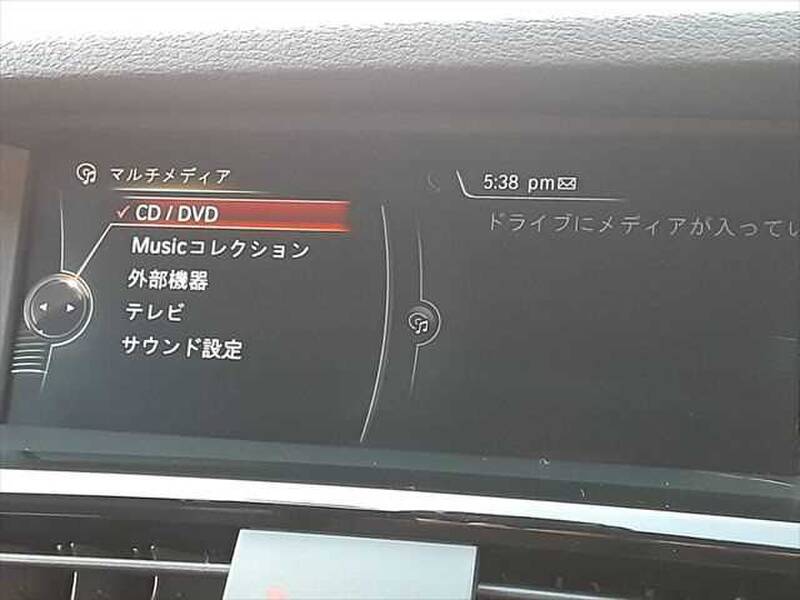 マルチメディア
5:38 pm
✓ CD / DVD
ドライブにメディアが入ってい
Musicコレクション
外部機器
テレビ
サウンド設定